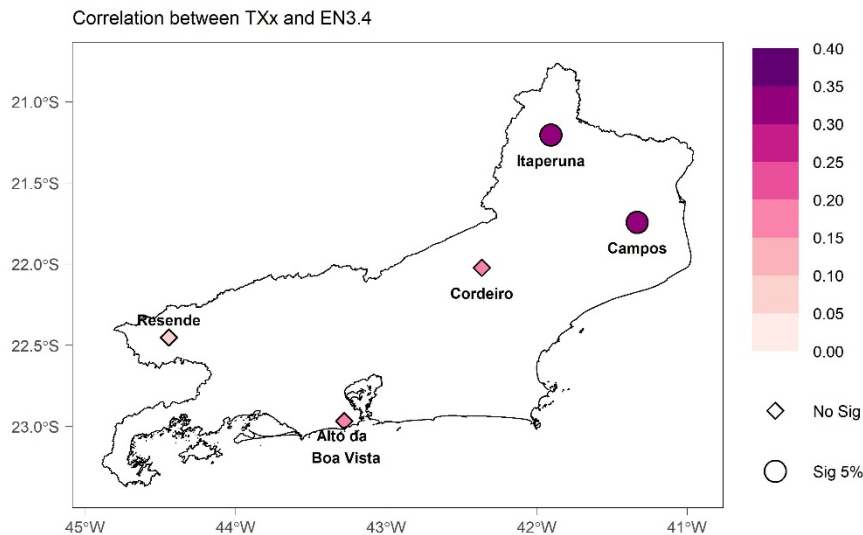 Correlation between TXx and EN3.4
21.0°S
21.5°S
22.0°S
22.5°S
23.0°S
45°W
44°W
43°W
42°W
41°W
Itaperuna
Campos
Cordeiro
Resende
Alto da
Boa Vista
0.40
0.35
0.30
0.25
0.20
0.15
0.10
0.05
0.00
No Sig
Sig 5%